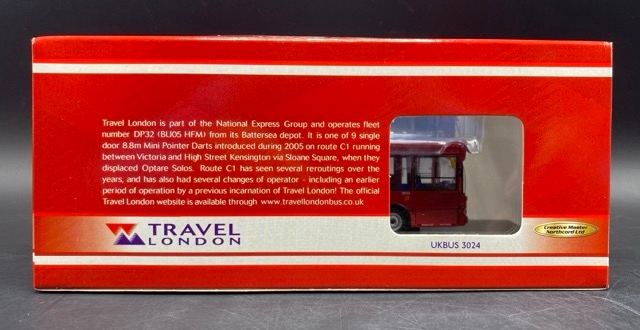 Travel London is part of the National Express Group and operates fleet
number DP32 (BU05 HFM) from its Battersea depot. It is one of 9 single
door 8.8m Mini Pointer Darts introduced during 2005 on route C1 running
between Victoria and High Street Kensington via Sloane Square, when they
displaced Optare Solos. Route C1 has seen several reroutings over the
years, and has also had several changes of operator - including an earlier
period of operation by a previous incarnation of Travel London! The official
Travel London website is available through www.travellondonbus.co.uk
TRAVEL
LONDON
UKBUS 3024
Creative Master
Northcord Ltd